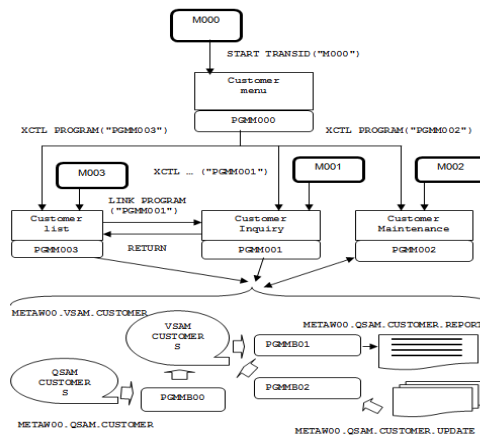 M000
START TRANSID("M000")
Customer
menu
PGMM000
XCTL PROGRAM("PGMM003")
XCTL PROGRAM("PGMM002")
M003
XCTL … ("PGMM001")
M001
M002
LINK PROGRAM
("PGMM001")
Customer
list
PGMM003
RETURN
Customer
Inquiry
PGMM001
Customer
Maintenance
PGMM002
METAW00.VSAM.CUSTOMER
VSAM
CUSTOMER
S
METAW00.QSAM.CUSTOMER.REPORT
PGMMB01
QSAM
CUSTOMER
S
PGMMB00
PGMMB02
METAW00.QSAM.CUSTOMER
METAW00.QSAM.CUSTOMER.UPDATE